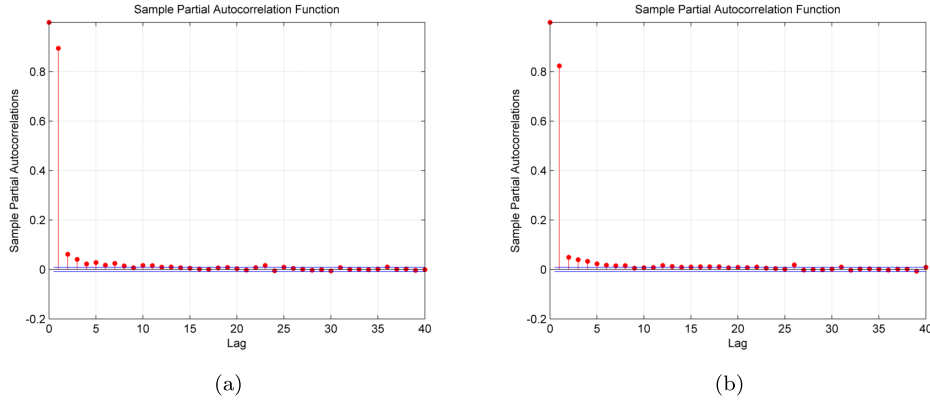 Sample Partial Autocorrelation Function
Sample Partial Autocorrelations
0.8
0.6
0.4
0.2
0
-0.2
0 5 10 15 20 25 30 35 40
Lag
(a)
Sample Partial Autocorrelation Function
Sample Partial Autocorrelations
0.8
0.6
0.4
0.2
0
-0.2
0 5 10 15 20 25 30 35 40
Lag
(b)